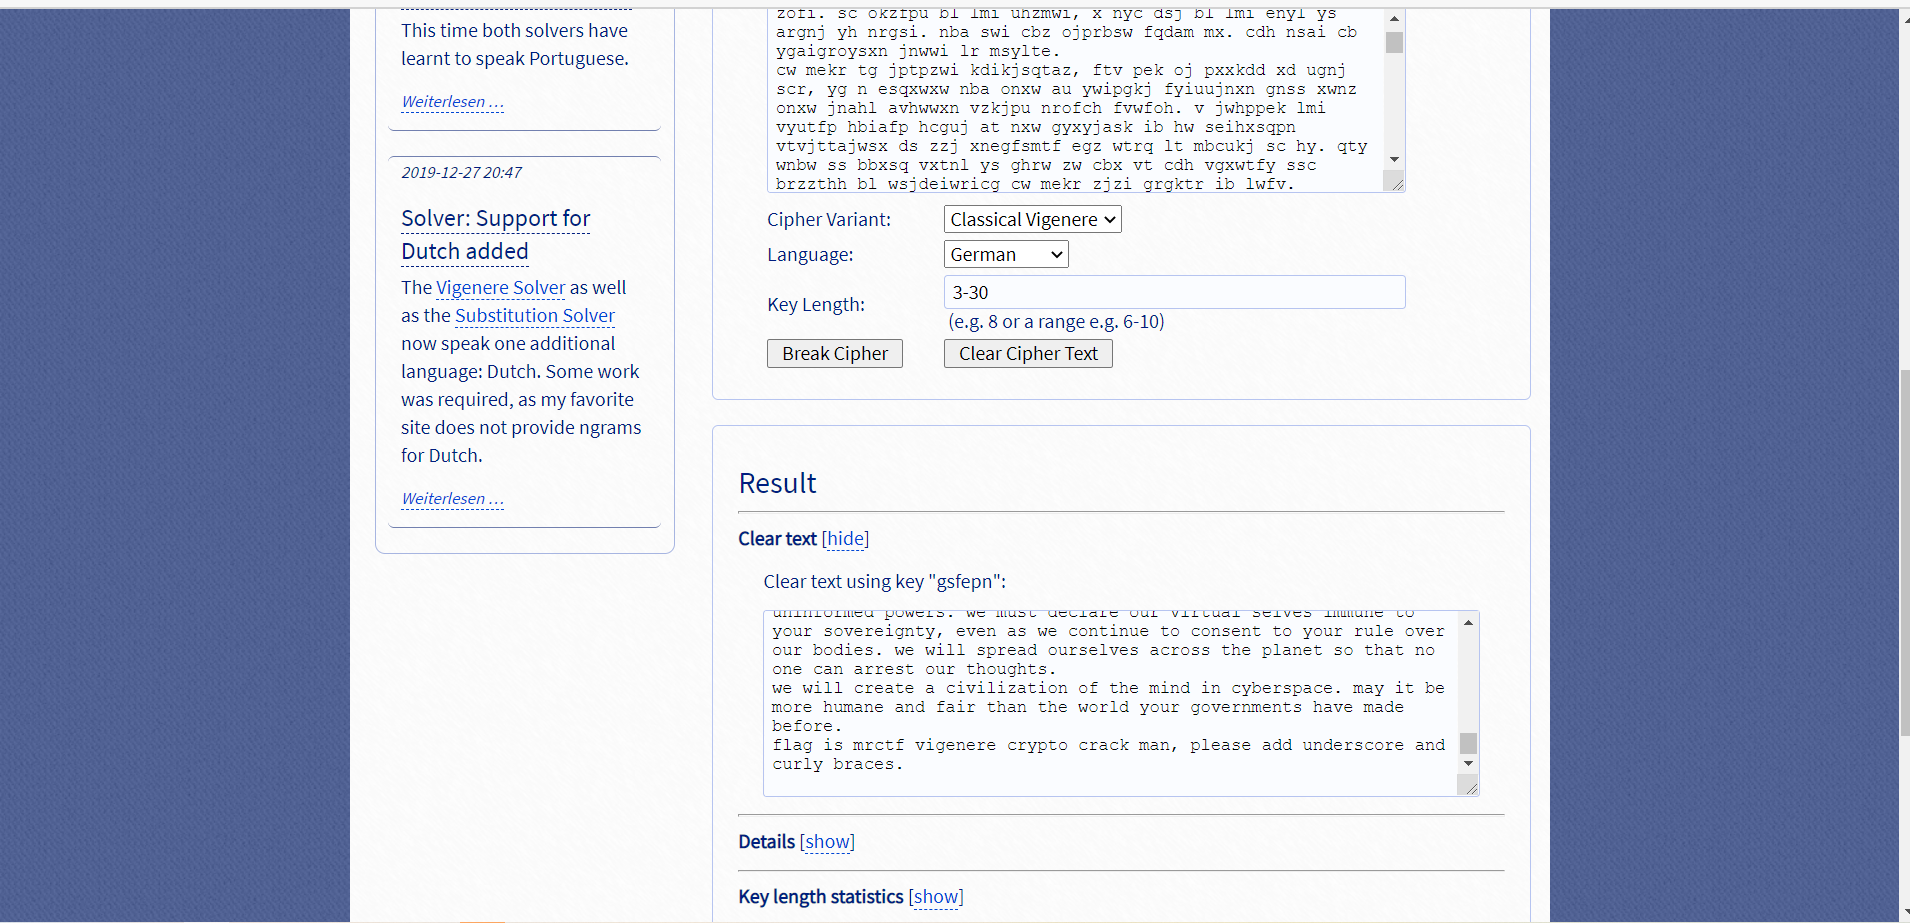 This time both solvers have
learnt to speak Portuguese.
Weiterlesen …
2019-12-27 20:47
Solver: Support for
Dutch added
The Vigenere Solver as well
as the Substitution Solver
now speak one additional
language: Dutch. Some work
was required, as my favorite
site does not provide ngrams
for Dutch.
Weiterlesen …
zofi. sc okzfpu bl lmi uhzmwi, x nyc dsj bl lmi enyl ys
argnj yh nrgsi. nba swi cbz ojprbsw fqdam mx. cdh nsai cb
ygaigroysxn jnwwi lr msylte.
cw mekr tg jptpzwi kdikjsqtaz, ftv pek oj pxxkdd xd ugnj
scr, yg n esqxwxw nba onxw au ywipgkj fyiuujnxn gnss xwnz
onxw jnahl avhwwxn vzkjpu nrofch fvwfoh. v jwhppek lmi
vyutfp hbiafp hcguj at nxw gyxyjask ib hw seihxsqpn
vtvjttajwsx ds zzj xnegfsmtf egz wtrq lt mbcukj sc hy. qty
wnbw ss bbxsq vxtnl ys ghrw zw cbx vt cdh vgxwtfy ssc
brzzthh bl wsjdeiwricg cw mekr zjzi grgktr ib lwfv.
Cipher Variant: Classical Vigenere
Language: German
Key Length: 3-30
(e.g. 8 or a range e.g. 6-10)
Break Cipher Clear Cipher Text
Result
Clear text [hide]
Clear text using key "gsfepn":
uninformed powers. we must declare our virtual selves immune to
your sovereignty, even as we continue to consent to your rule over
our bodies. we will spread ourselves across the planet so that no
one can arrest our thoughts.
we will create a civilization of the mind in cyberspace. may it be
more humane and fair than the world your governments have made
before.
flag is mrctf vigenere crypto crack man, please add underscore and
curly braces.
Details [show]
Key length statistics [show]